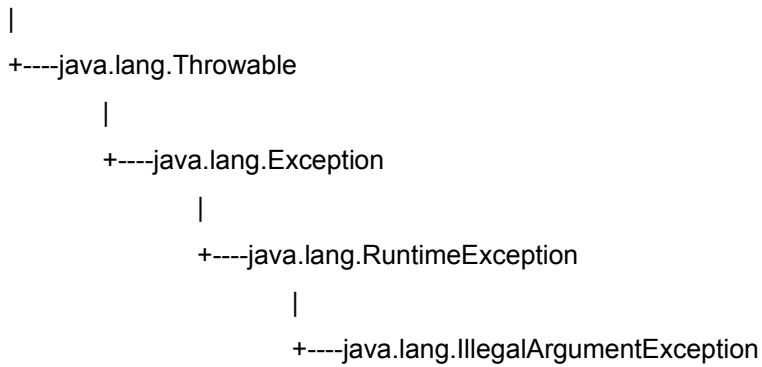 |
+----java.lang.Throwable
|
+----java.lang.Exception
|
+----java.lang.RuntimeException
|
+----java.lang.IllegalArgumentException